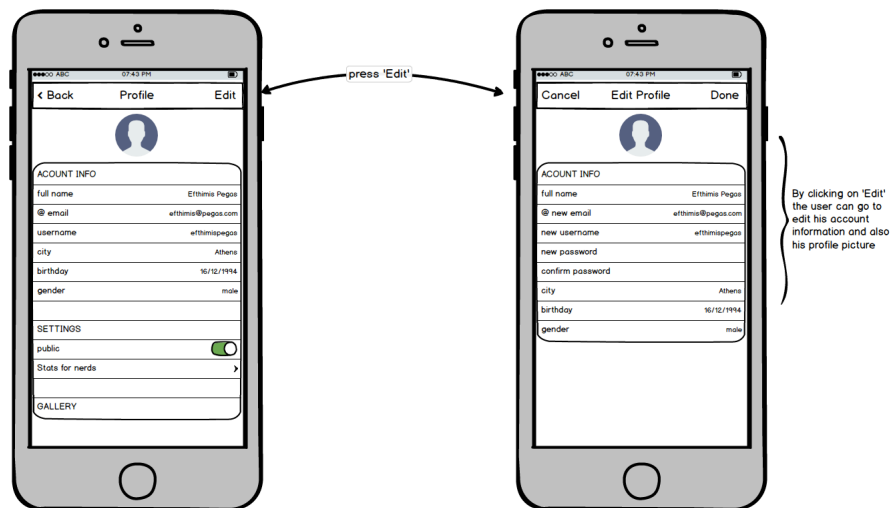 ABC 07:43 PM
< Back Profile Edit
ACOUNT INFO
full name Efthimis Pegas
@ email efthimis@pegas.com
username efthimispegas
city Athens
birthday 16/12/1994
gender male
SETTINGS
public
Stats for nerds >
GALLERY
press 'Edit'
ABC 07:43 PM
Cancel Edit Profile Done
ACOUNT INFO
full name Efthimis Pegas
@ new email efthimis@pegas.com
new username efthimispegas
new password
confirm password
city Athens
birthday 16/12/1994
gender male
By clicking on 'Edit'
the user can go to
edit his account
information and also
his profile picture